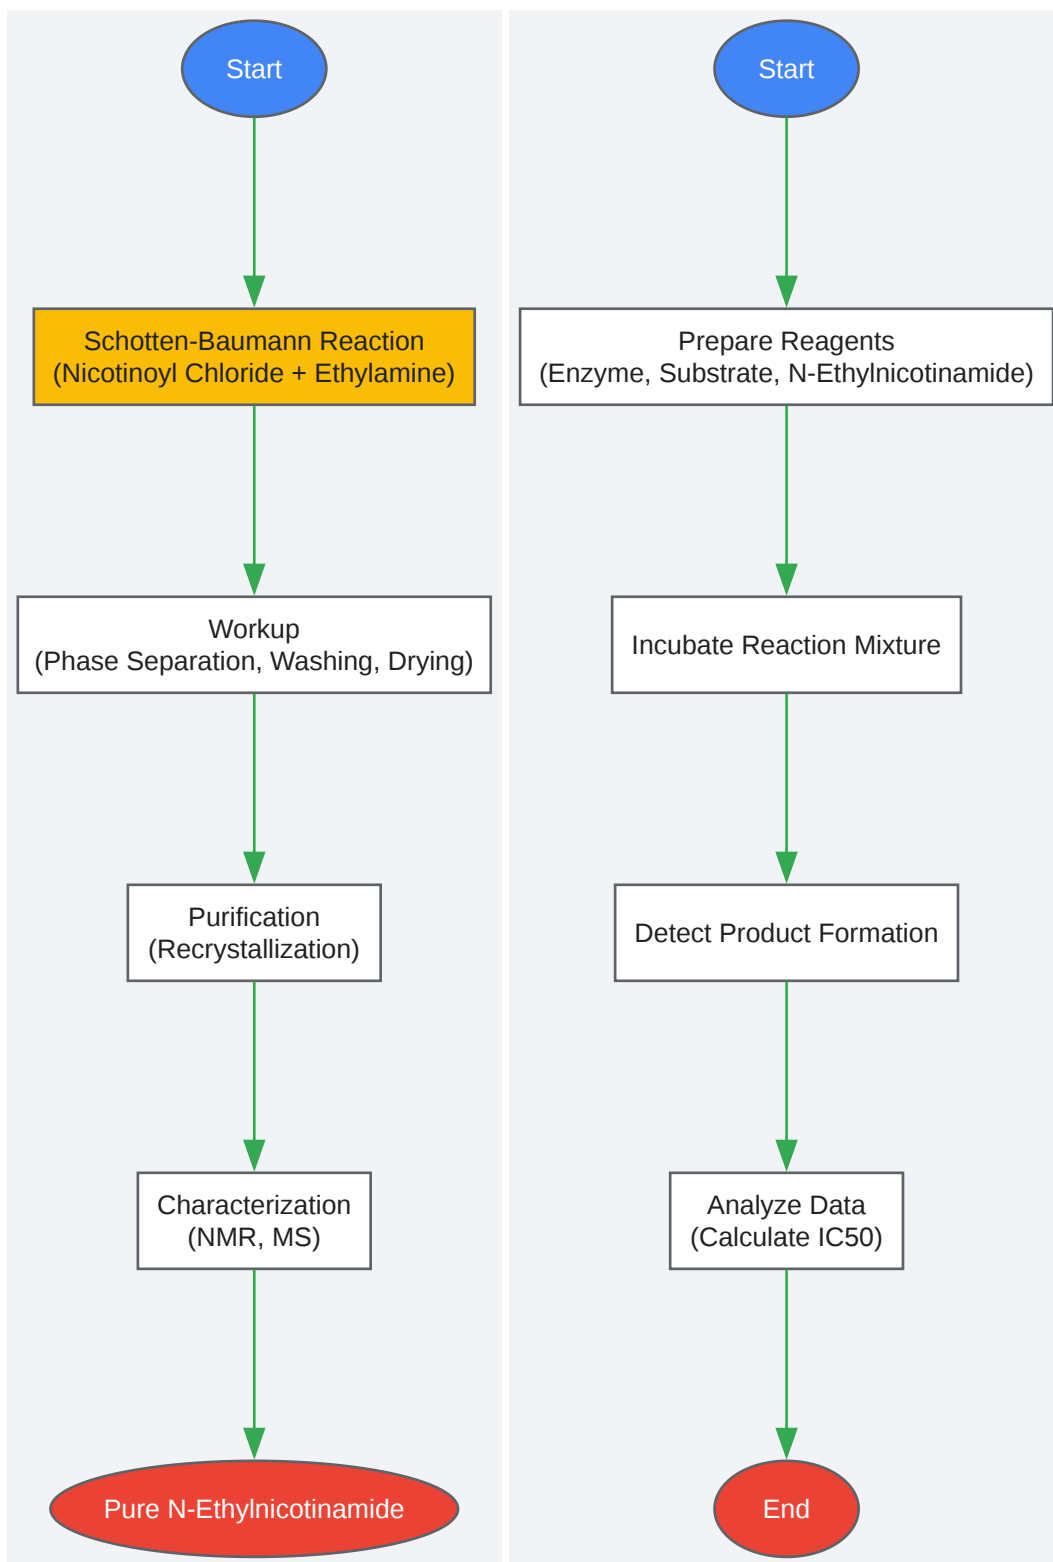 Start
Schotten-Baumann Reaction
(Nicotinoyl Chloride + Ethylamine)
Workup
(Phase Separation, Washing, Drying)
Purification
(Recrystallization)
Characterization
(NMR, MS)
Pure N-Ethylnicotinamide
Start
Prepare Reagents
(Enzyme, Substrate, N-Ethylnicotinamide)
Incubate Reaction Mixture
Detect Product Formation
Analyze Data
(Calculate IC50)
End